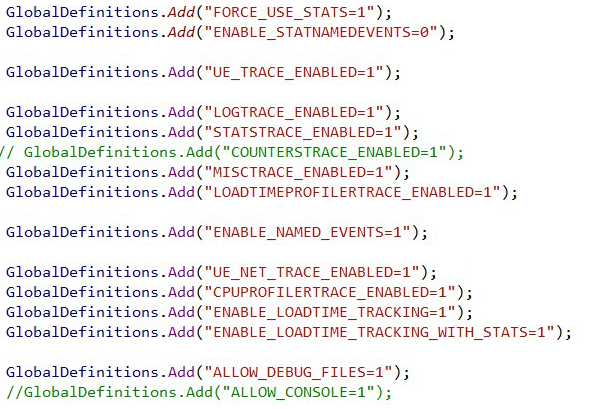 GlobalDefinitions.Add("FORCE_USE_STATS=1");
GlobalDefinitions.Add("ENABLE_STATNAMEDEVENTS=0");
GlobalDefinitions.Add("UE_TRACE_ENABLED=1");
GlobalDefinitions.Add("LOGTRACE_ENABLED=1");
GlobalDefinitions.Add("STATSTRACE_ENABLED=1");
// GlobalDefinitions.Add("COUNTERSTRACE_ENABLED=1");
GlobalDefinitions.Add("MISCTRACE_ENABLED=1");
GlobalDefinitions.Add("LOADTIMEPROFILERTRACE_ENABLED=1");
GlobalDefinitions.Add("ENABLE_NAMED_EVENTS=1");
GlobalDefinitions.Add("UE_NET_TRACE_ENABLED=1");
GlobalDefinitions.Add("CPUPROFILERTRACE_ENABLED=1");
GlobalDefinitions.Add("ENABLE_LOADTIME_TRACKING=1");
GlobalDefinitions.Add("ENABLE_LOADTIME_TRACKING_WITH_STATS=1");
GlobalDefinitions.Add("ALLOW_DEBUG_FILES=1");
//GlobalDefinitions.Add("ALLOW_CONSOLE=1");